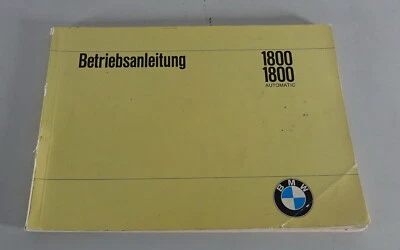 Betriebsanleitung 1800
1800
AUTOMATIC
BMW